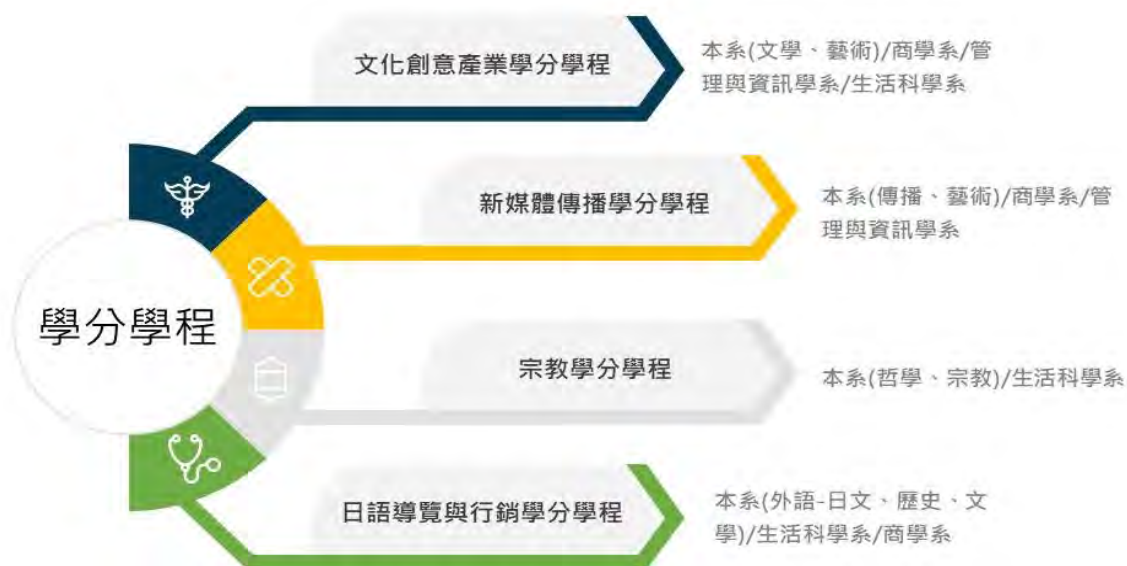 文化創意產業學分學程
本系(文學、藝術)/商學系/管
理與資訊學系/生活科學系
新媒體傳播學分學程
本系(傳播、藝術)/商學系/管
理與資訊學系
學分學程
宗教學分學程
本系(哲學、宗教)/生活科學系
日語導覽與行銷學分學程
本系(外語-日文、歷史、文
學)/生活科學系/商學系